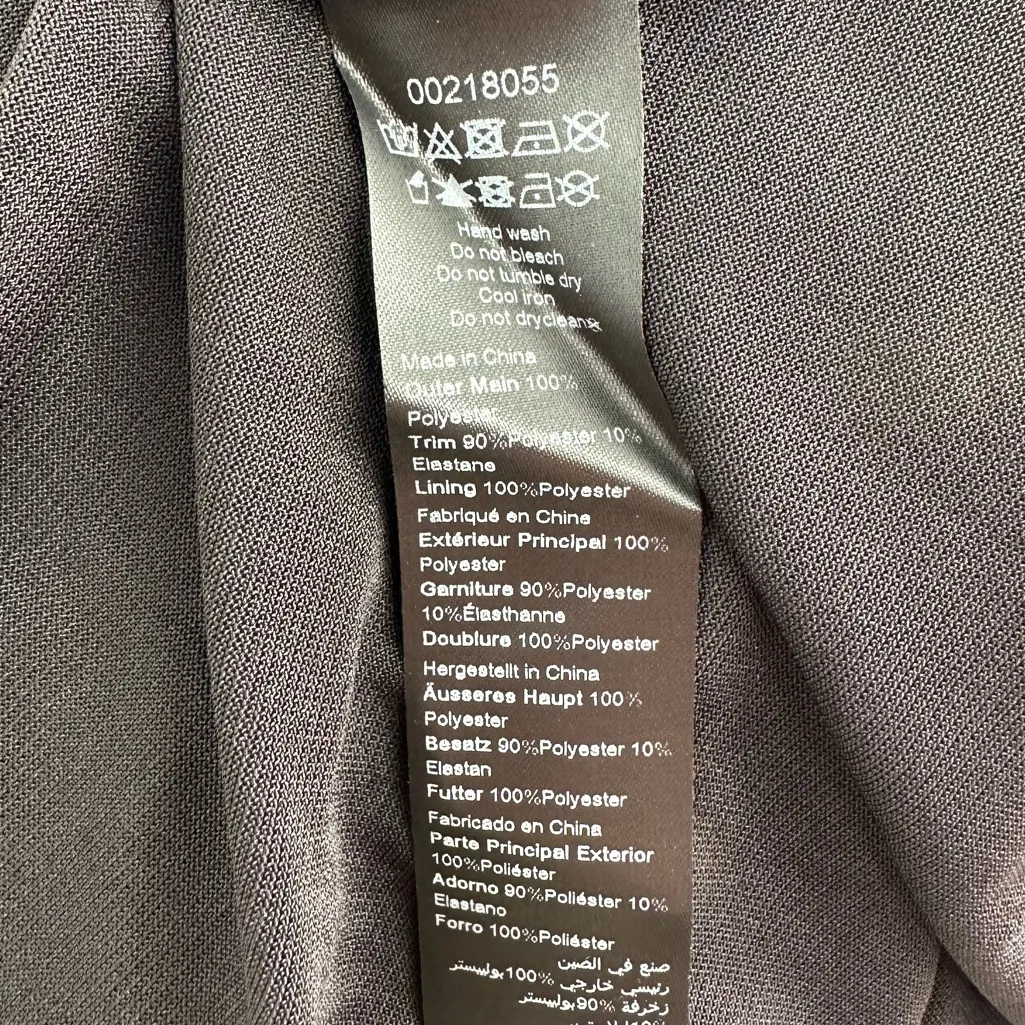 00218055
Hand wash
Do not bleach
Do not tumble dry
Cool iron
Do not dryclean
Made in China
Outer Main 100%
Polyester
Trim 90%Polyester 10%
Elastane
Lining 100%Polyester
Fabriqué en Chine
Extérieur Principal 100%
Polyester
Garniture 90%Polyester
10%Élasthanne
Doublure 100%Polyester
Hergestellt in China
Äusseres Haupt 100%
Polyester
Besatz 90%Polyester 10%
Elastan
Futter 100%Polyester
Fabricado en China
Parte Principal Exterior
100%Poliéster
Adorno 90%Poliéster 10%
Elastano
Forro 100%Poliéster
صنع في الصين
رئيسي خارجي 100%بوليستر
زخرفة 90%بوليستر